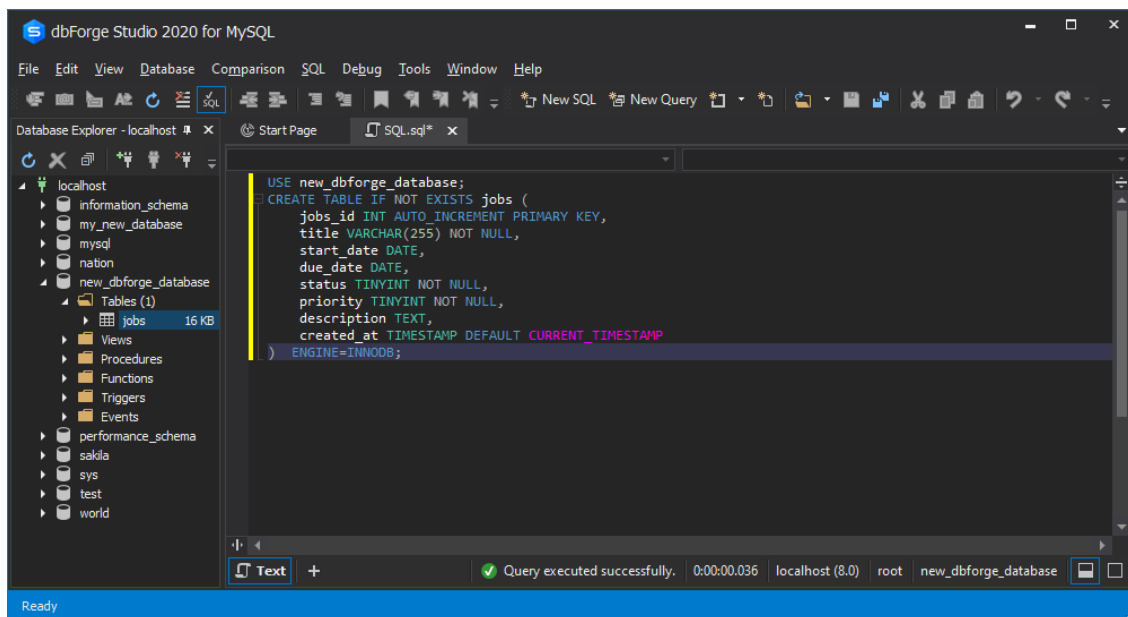 dbForge Studio 2020 for MySQL
File Edit View Database Comparison SQL Debug Tools Window Help
SQL New SQL New Query
Database Explorer - localhost
Start Page SQL.sql*
localhost
information_schema
my_new_database
mysql
nation
new_dbforge_database
Tables (1)
jobs 16 KB
Views
Procedures
Functions
Triggers
Events
performance_schema
sakila
sys
test
world
USE new_dbforge_database;
CREATE TABLE IF NOT EXISTS jobs (
jobs_id INT AUTO_INCREMENT PRIMARY KEY,
title VARCHAR(255) NOT NULL,
start_date DATE,
due_date DATE,
status TINYINT NOT NULL,
priority TINYINT NOT NULL,
description TEXT,
created_at TIMESTAMP DEFAULT CURRENT_TIMESTAMP
) ENGINE=INNODB;
Text + Query executed successfully. 0:00:00.036 localhost (8.0) root new_dbforge_database
Ready